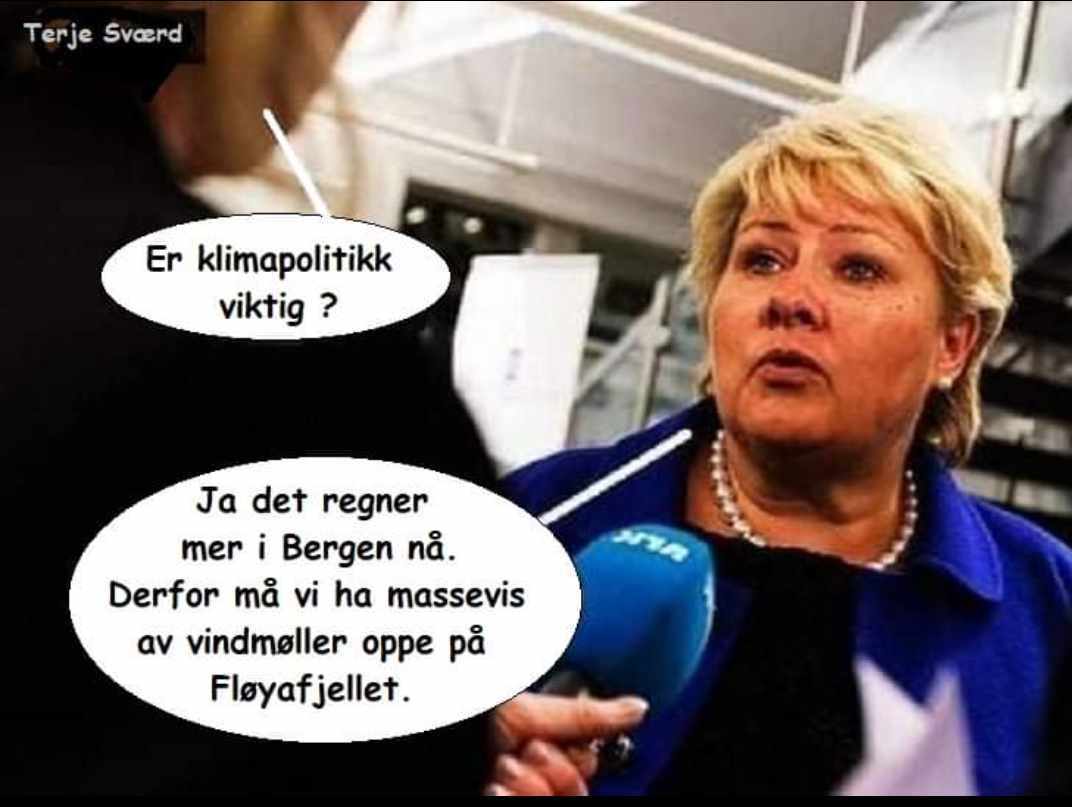 Terje Sværd
Er klimapolitikk
viktig ?
Ja det regner
mer i Bergen nå.
Derfor må vi ha massevis
av vindmøller oppe på
Fløyafjellet.